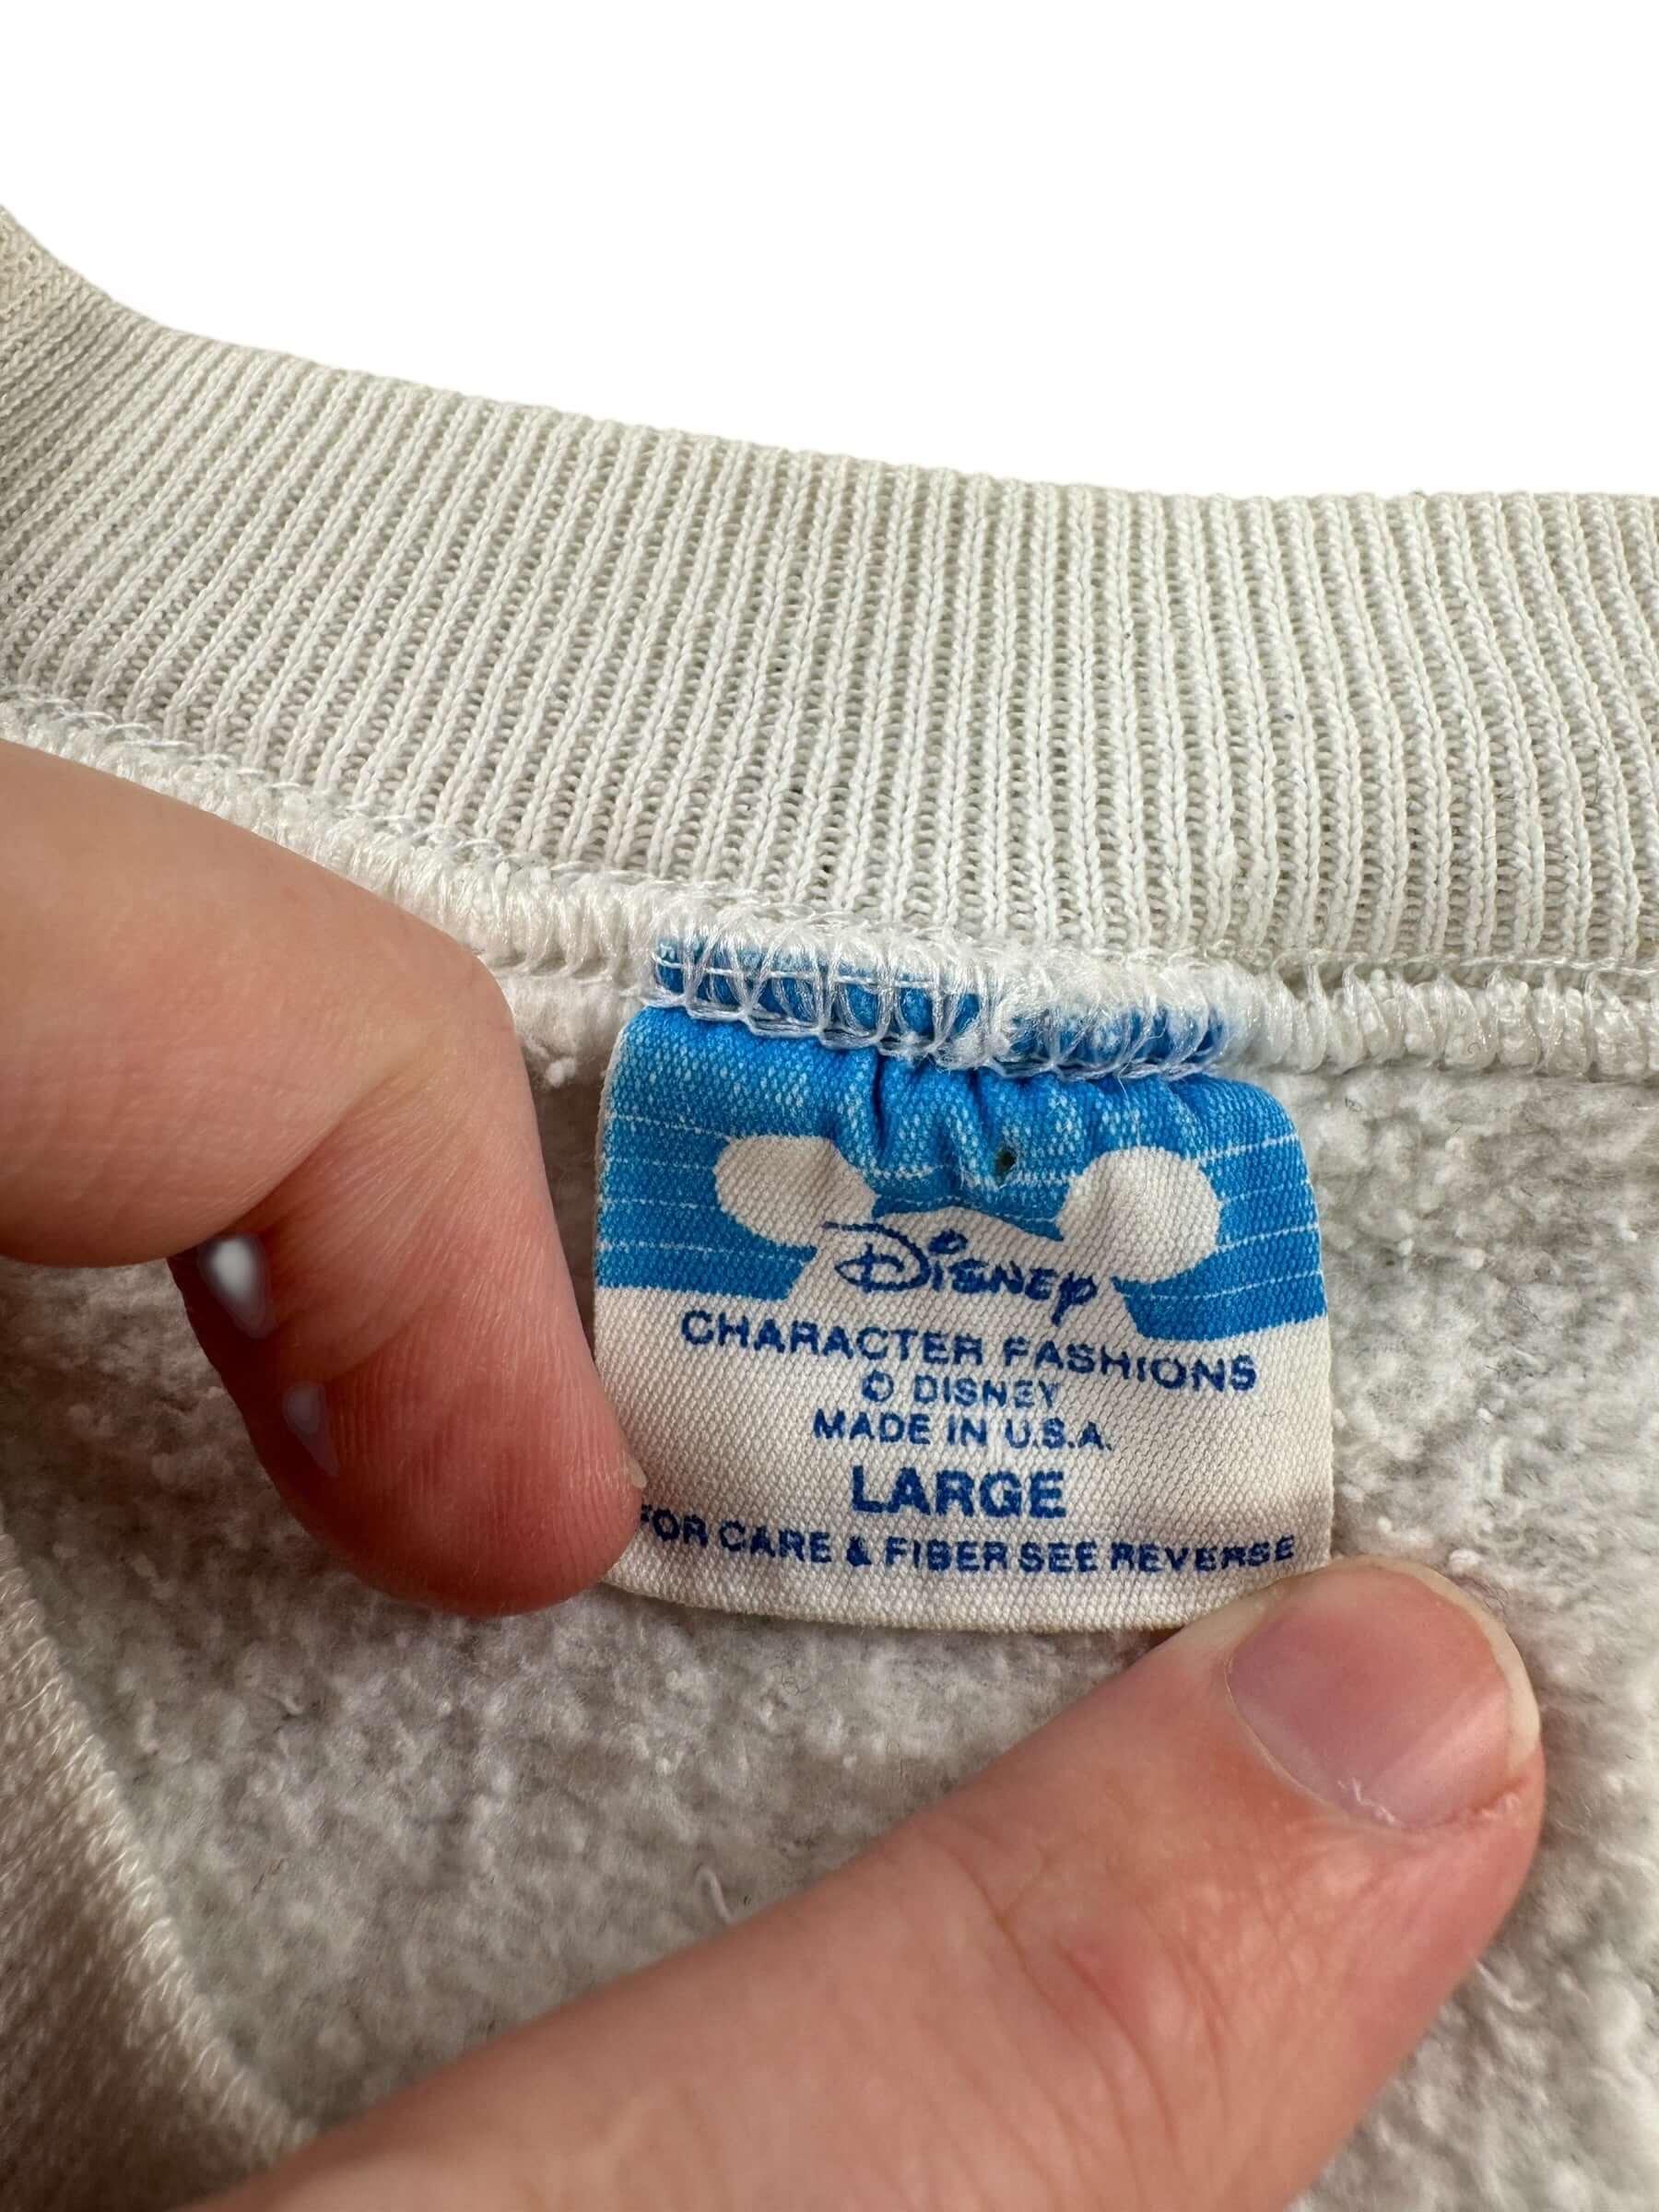 Disney
CHARACTER FASHIONS
© DISNEY
MADE IN U.S.A.
LARGE
FOR CARE & FIBER SEE REVERSE